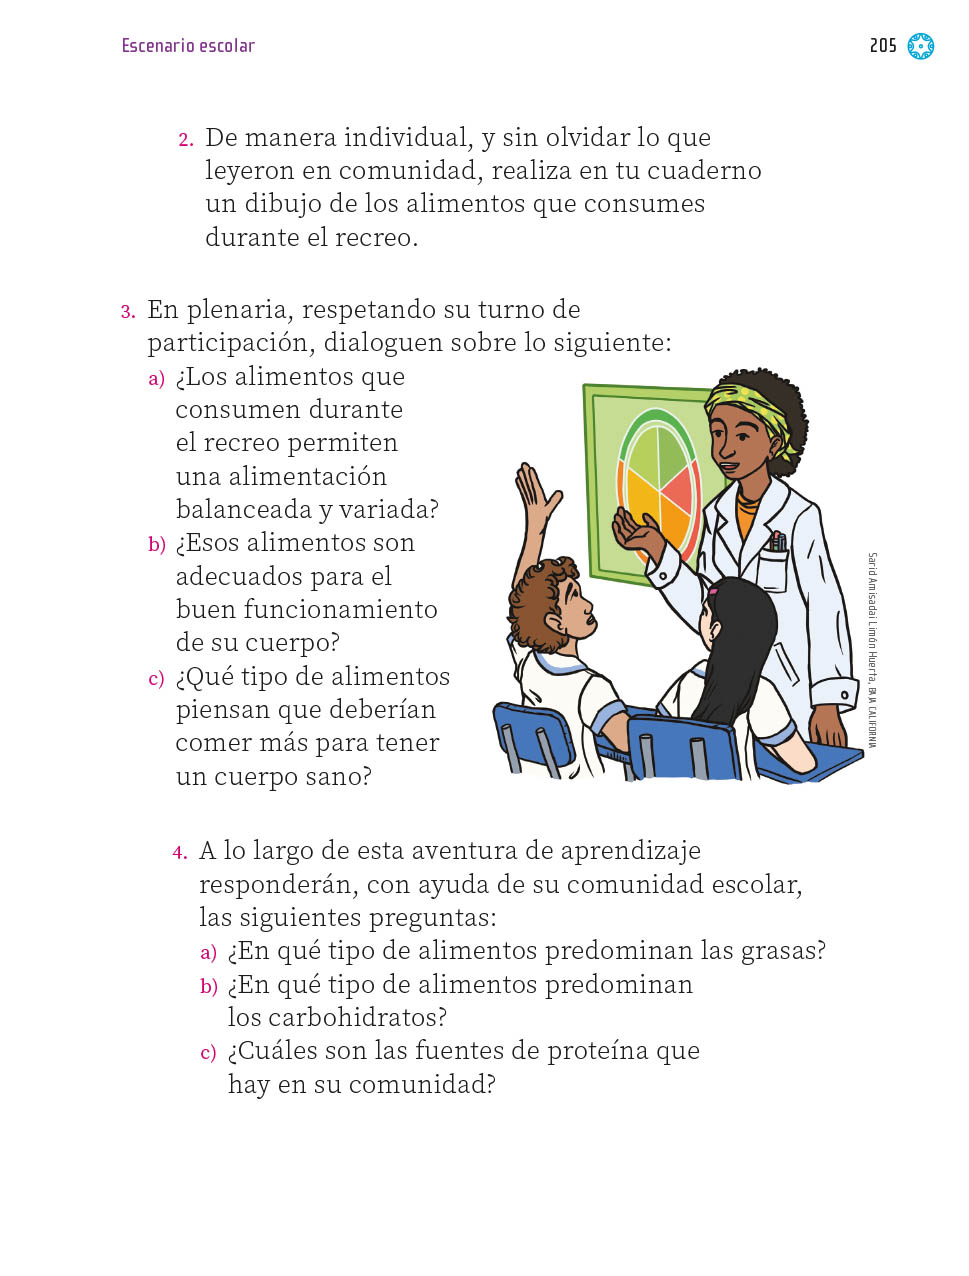 Escenario escolar
205
2. De manera individual, y sin olvidar lo que
leyeron en comunidad, realiza en tu cuaderno
un dibujo de los alimentos que consumes
durante el recreo.
3. En plenaria, respetando su turno de
participación, dialoguen sobre lo siguiente:
a) ¿Los alimentos que
consumen durante
el recreo permiten
una alimentación
balanceada y variada?
b) ¿Esos alimentos son
adecuados para el
buen funcionamiento
de su cuerpo?
c) ¿Qué tipo de alimentos
piensan que deberían
comer más para tener
un cuerpo sano?
Sarid Amisadai Limón Huerta, BAJA CALIFORNIA
4. A lo largo de esta aventura de aprendizaje
responderán, con ayuda de su comunidad escolar,
las siguientes preguntas:
a) ¿En qué tipo de alimentos predominan las grasas?
b) ¿En qué tipo de alimentos predominan
los carbohidratos?
c) ¿Cuáles son las fuentes de proteína que
hay en su comunidad?